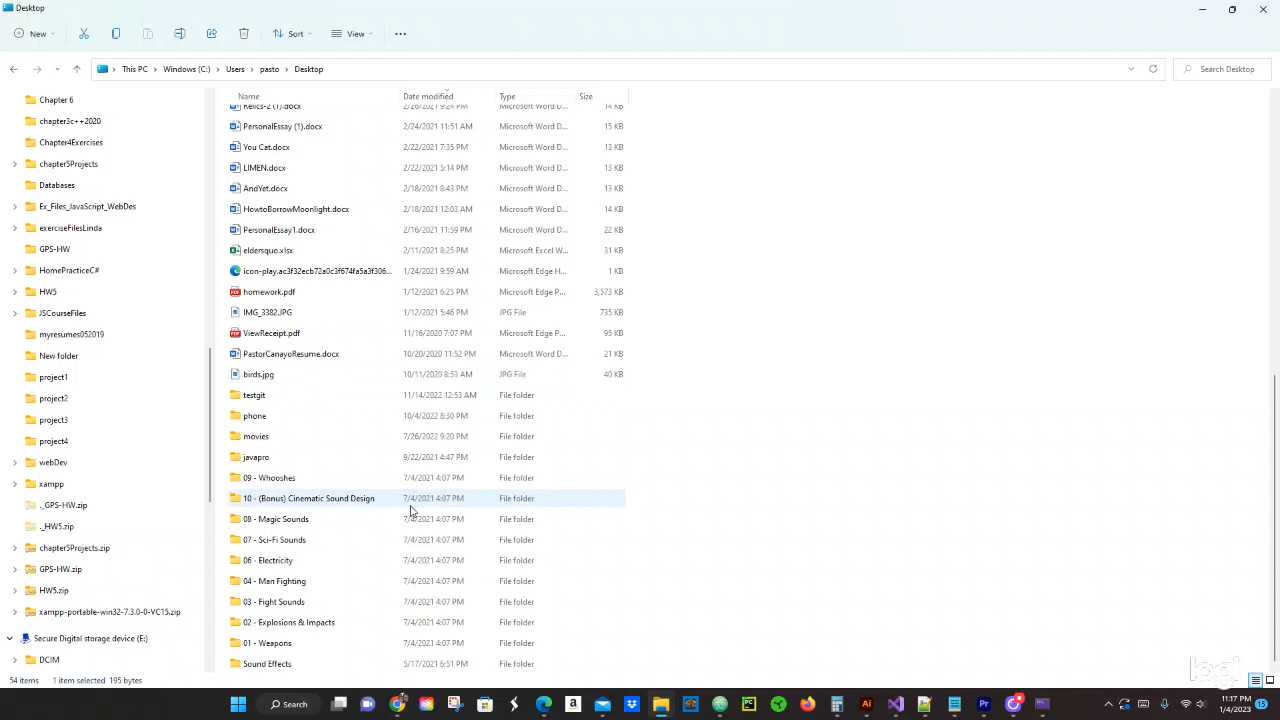 Desktop
New
Sort
View
This PC > Windows (C:) > Users > pasto > Desktop
Search Desktop
Name Date modified Type Size
Chapter 6
chapter3c++2020
Chapter4Exercises
chapter5Projects
Databases
Ex_Files_JavaScript_WebDes
exerciseFilesLinda
GPS-HW
HomePracticeC#
HW5
JSCourseFiles
myresumes052019
New folder
project1
project2
project3
project4
webDev
xampp
._GPS-HW.zip
._HW5.zip
chapter5Projects.zip
GPS-HW.zip
HW5.zip
xampp-portable-win32-7.3.0-0-VC15.zip
Secure Digital storage device (E:)
DCIM
Relics-2 (1).docx 2/26/2021 9:24 PM Microsoft Word D... 14 KB
PersonalEssay (1).docx 2/24/2021 11:51 AM Microsoft Word D... 15 KB
You Cat.docx 2/22/2021 7:35 PM Microsoft Word D... 13 KB
LIMEN.docx 2/22/2021 5:14 PM Microsoft Word D... 13 KB
AndYet.docx 2/18/2021 8:43 PM Microsoft Word D... 13 KB
HowtoBorrowMoonlight.docx 2/18/2021 12:03 AM Microsoft Word D... 14 KB
PersonalEssay1.docx 2/16/2021 11:59 PM Microsoft Word D... 22 KB
eldersquo.xlsx 2/11/2021 8:25 PM Microsoft Excel W... 31 KB
icon-play.ac3f32ecb72a0c3f674fa5a3f306... 1/24/2021 9:59 AM Microsoft Edge H... 1 KB
homework.pdf 1/12/2021 6:25 PM Microsoft Edge P... 3,573 KB
IMG_3382.JPG 1/12/2021 5:46 PM JPG File 735 KB
ViewReceipt.pdf 11/16/2020 7:07 PM Microsoft Edge P... 95 KB
PastorCanayoResume.docx 10/20/2020 11:52 PM Microsoft Word D... 21 KB
birds.jpg 10/11/2020 8:53 AM JPG File 40 KB
testgit 11/14/2022 12:53 AM File folder
phone 10/4/2022 8:30 PM File folder
movies 7/26/2022 9:20 PM File folder
javapro 9/22/2021 4:47 PM File folder
09 - Whooshes 7/4/2021 4:07 PM File folder
10 - (Bonus) Cinematic Sound Design 7/4/2021 4:07 PM File folder
08 - Magic Sounds 7/4/2021 4:07 PM File folder
07 - Sci-Fi Sounds 7/4/2021 4:07 PM File folder
06 - Electricity 7/4/2021 4:07 PM File folder
04 - Man Fighting 7/4/2021 4:07 PM File folder
03 - Fight Sounds 7/4/2021 4:07 PM File folder
02 - Explosions & Impacts 7/4/2021 4:07 PM File folder
01 - Weapons 7/4/2021 4:07 PM File folder
Sound Effects 5/17/2021 6:51 PM File folder
54 items 1 item selected 195 bytes
Search
11:17 PM
1/4/2023